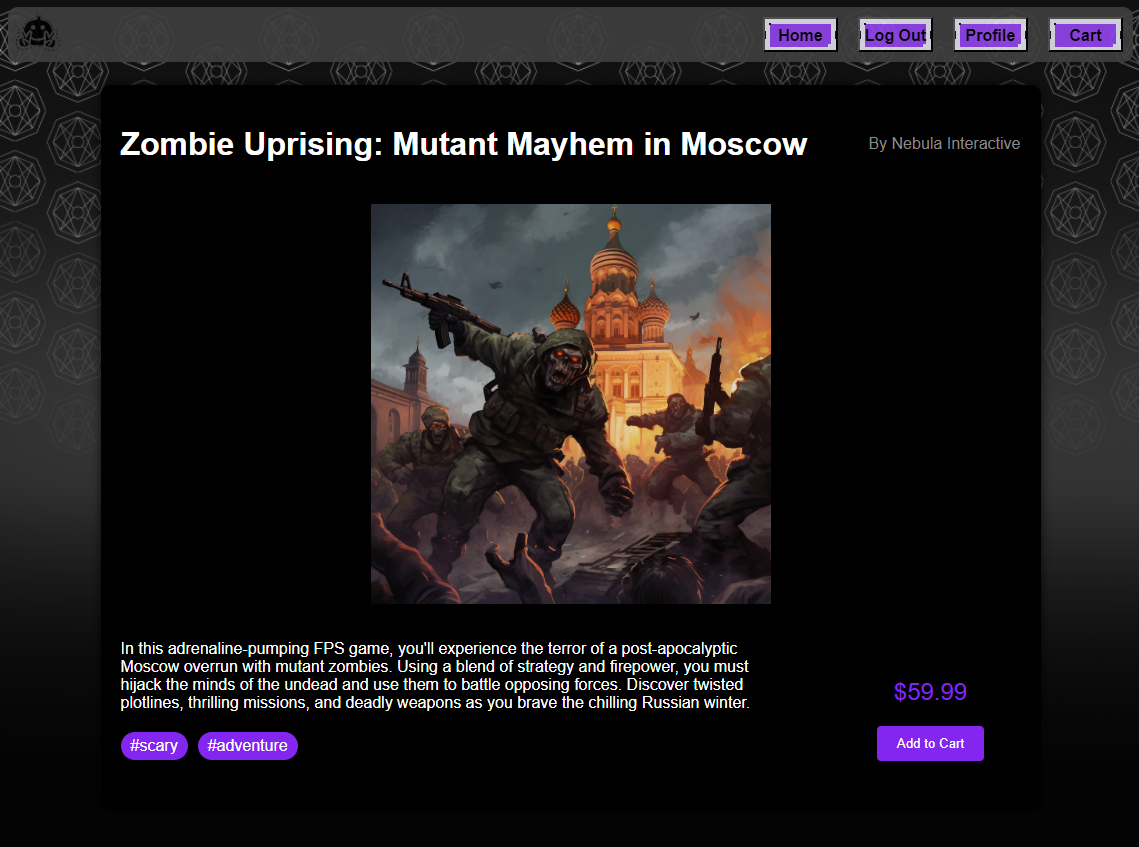 Home
Log Out
Profile
Cart
Zombie Uprising: Mutant Mayhem in Moscow
By Nebula Interactive
In this adrenaline-pumping FPS game, you'll experience the terror of a post-apocalyptic
Moscow overrun with mutant zombies. Using a blend of strategy and firepower, you must
hijack the minds of the undead and use them to battle opposing forces. Discover twisted
plotlines, thrilling missions, and deadly weapons as you brave the chilling Russian winter.
#scary
#adventure
$59.99
Add to Cart